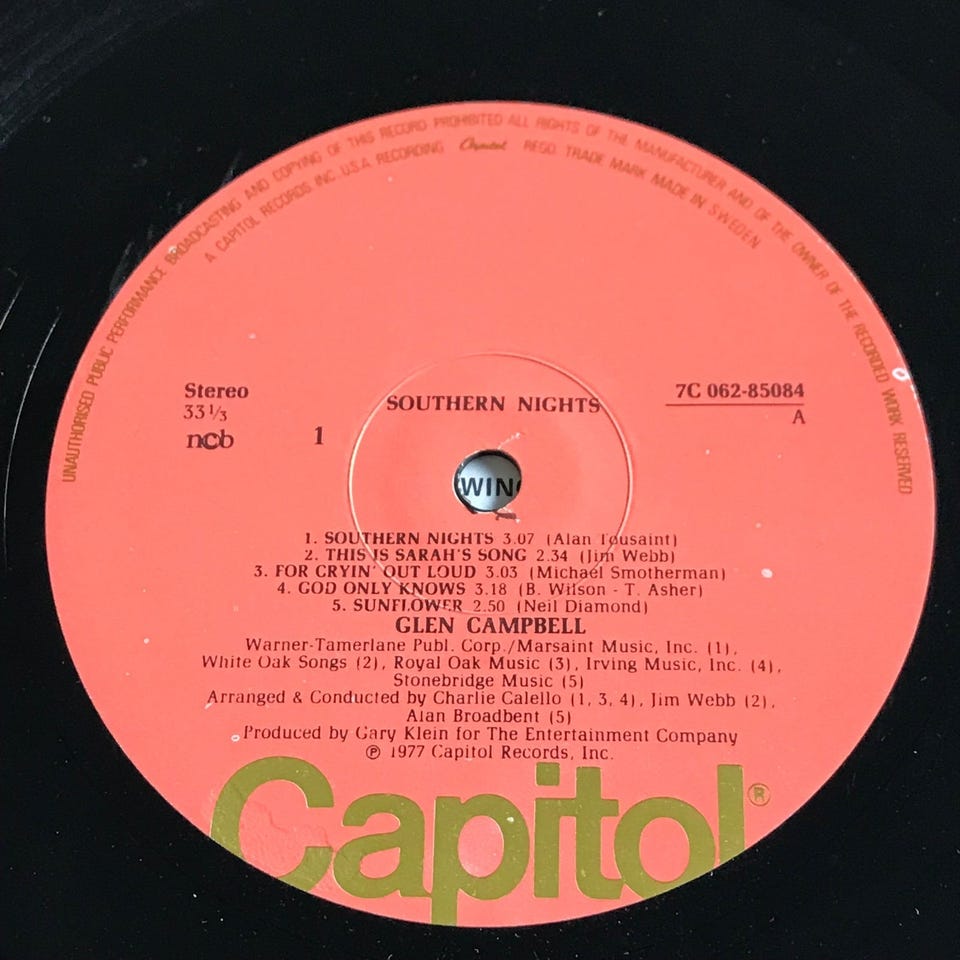 UNAUTHORISED PUBLIC PERFORMANCE BROADCASTING AND COPYING OF THIS RECORD PROHIBITED ALL RIGHTS OF THE MANUFACTURER AND OF THE OWNER OF THE RECORDED WORK RESERVED
A CAPITOL RECORDS INC. U.S.A. RECORDING Capitol REGD. TRADE MARK MADE IN SWEDEN
Stereo
33 1/3
ncb
1
SOUTHERN NIGHTS
7C 062-85084
A
WIN
1. SOUTHERN NIGHTS 3.07 (Alan Tousaint)
2. THIS IS SARAH'S SONG 2.34 (Jim Webb)
3. FOR CRYIN' OUT LOUD 3.03 (Michael Smotherman)
4. GOD ONLY KNOWS 3.18 (B. Wilson - T. Asher)
5. SUNFLOWER 2.50 (Neil Diamond)
GLEN CAMPBELL
Warner-Tamerlane Publ. Corp./Marsaint Music, Inc. (1),
White Oak Songs (2), Royal Oak Music (3), Irving Music, Inc. (4),
Stonebridge Music (5)
Arranged & Conducted by Charlie Calello (1, 3, 4), Jim Webb (2),
Alan Broadbent (5)
Produced by Gary Klein for The Entertainment Company
℗ 1977 Capitol Records, Inc.
Capitol®